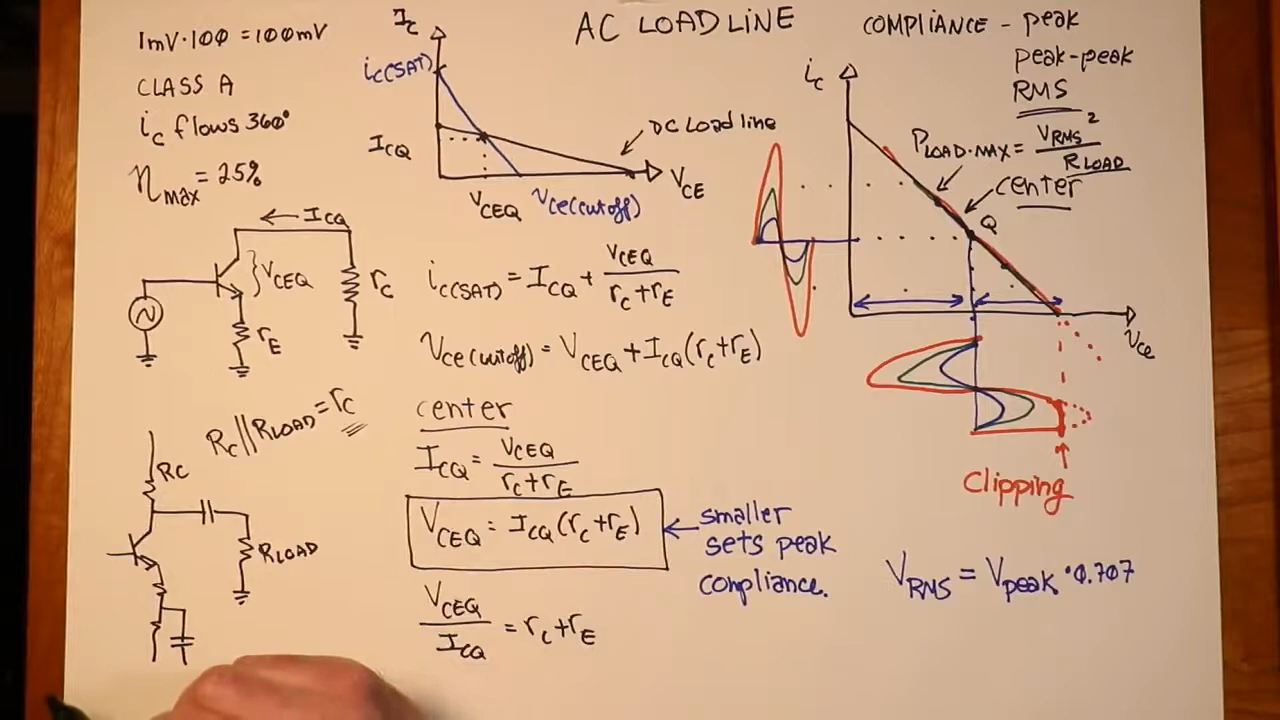 AC LOAD LINE
1mV·100 = 100mV
CLASS A
ic flows 360°
ηmax = 25%
Ic
ic(SAT)
ICQ
DC Load line
VCE
VCEQ
Vce(cutoff)
COMPLIANCE - peak
peak-peak
RMS
ic
PLOAD·MAX = VRMS² / RLOAD
center
Q
Vce
Clipping
← ICQ
VCEQ
rC
rE
ic(SAT) = ICQ + VCEQ / rC+rE
Vce(cutoff) = VCEQ + ICQ(rC+rE)
RC||RLOAD = rC
center
ICQ = VCEQ / rC+rE
VCEQ = ICQ(rC+rE)
← smaller
sets peak
compliance.
VCEQ / ICQ = rC+rE
RC
RLOAD
VRMS = Vpeak·0.707